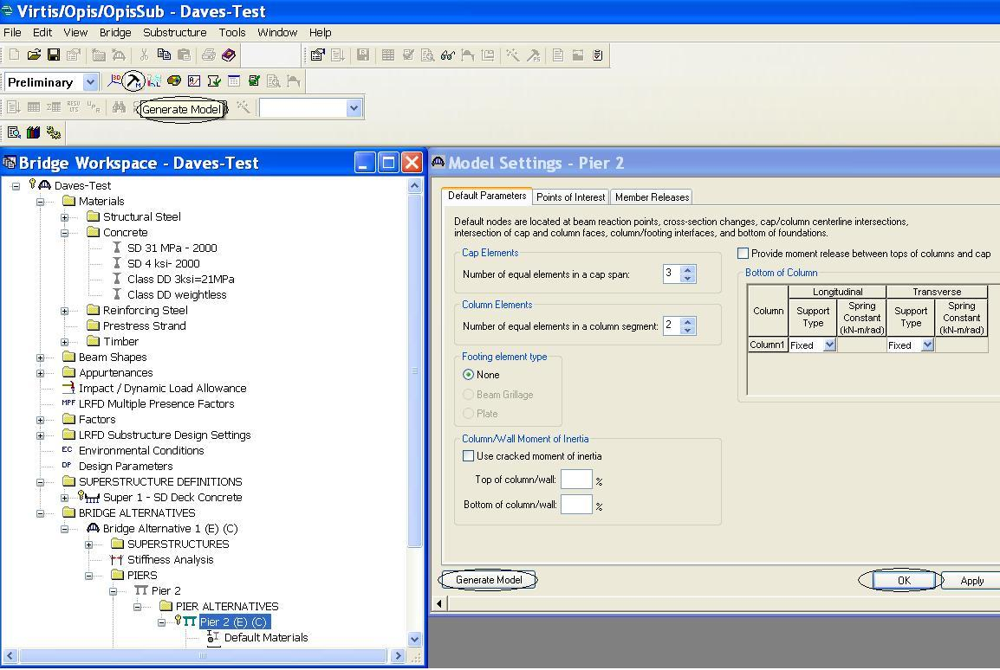 Virtis/Opis/OpisSub - Daves-Test
File Edit View Bridge Substructure Tools Window Help
Preliminary
Generate Model
Bridge Workspace - Daves-Test
Daves-Test
Materials
Structural Steel
Concrete
SD 31 MPa - 2000
SD 4 ksi- 2000
Class DD 3ksi=21MPa
Class DD weightless
Reinforcing Steel
Prestress Strand
Timber
Beam Shapes
Appurtenances
Impact / Dynamic Load Allowance
MPF LRFD Multiple Presence Factors
Factors
LRFD Substructure Design Settings
EC Environmental Conditions
DP Design Parameters
SUPERSTRUCTURE DEFINITIONS
Super 1 - SD Deck Concrete
BRIDGE ALTERNATIVES
Bridge Alternative 1 (E) (C)
SUPERSTRUCTURES
Stiffness Analysis
PIERS
Pier 2
PIER ALTERNATIVES
Pier 2 (E) (C)
Default Materials
Model Settings - Pier 2
Default Parameters Points of Interest Member Releases
Default nodes are located at beam reaction points, cross-section changes, cap/column centerline intersections,
intersection of cap and column faces, column/footing interfaces, and bottom of foundations.
Cap Elements
Number of equal elements in a cap span: 3
Column Elements
Number of equal elements in a column segment: 2
Footing element type
None
Beam Grillage
Plate
Column/Wall Moment of Inertia
Use cracked moment of inertia
Top of column/wall: %
Bottom of column/wall: %
Provide moment release between tops of columns and cap
Bottom of Column
Longitudinal Transverse
Column Support Type Spring Constant (kN-m/rad) Support Type Spring Constant (kN-m/rad)
Column1 Fixed Fixed
Generate Model OK Apply